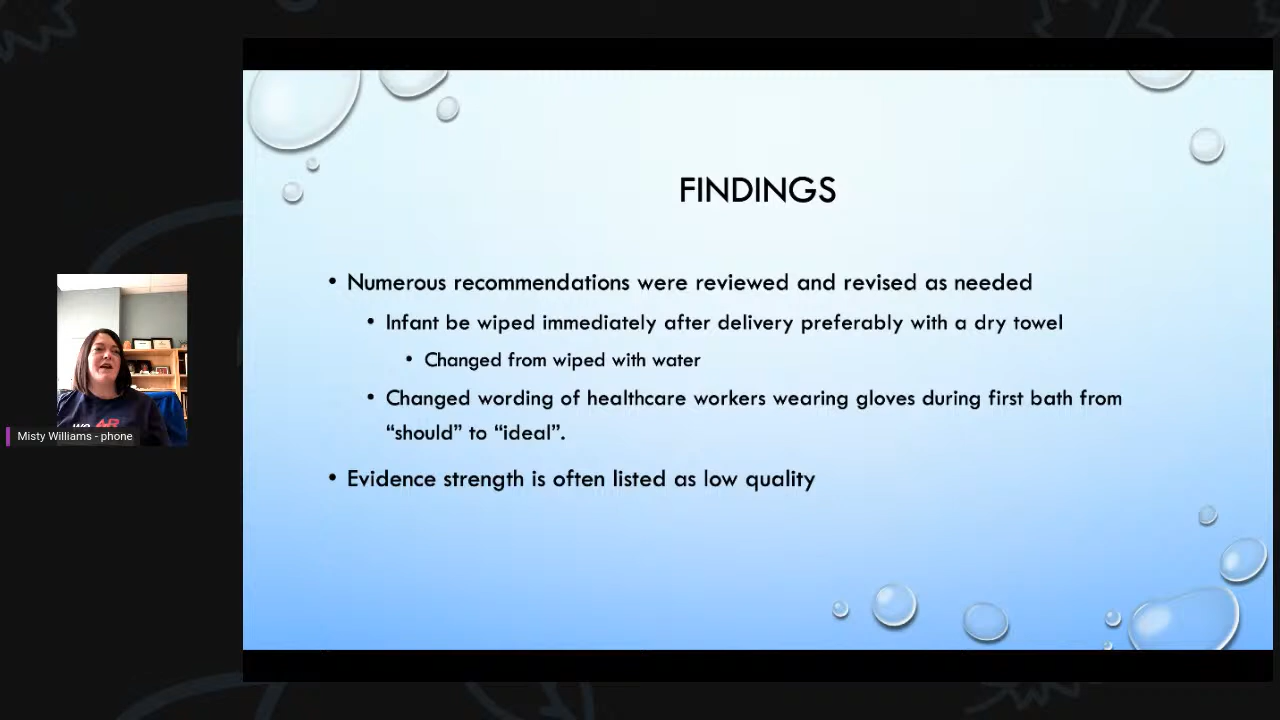 FINDINGS
• Numerous recommendations were reviewed and revised as needed
• Infant be wiped immediately after delivery preferably with a dry towel
• Changed from wiped with water
• Changed wording of healthcare workers wearing gloves during first bath from
“should” to “ideal”.
• Evidence strength is often listed as low quality
Misty Williams - phone